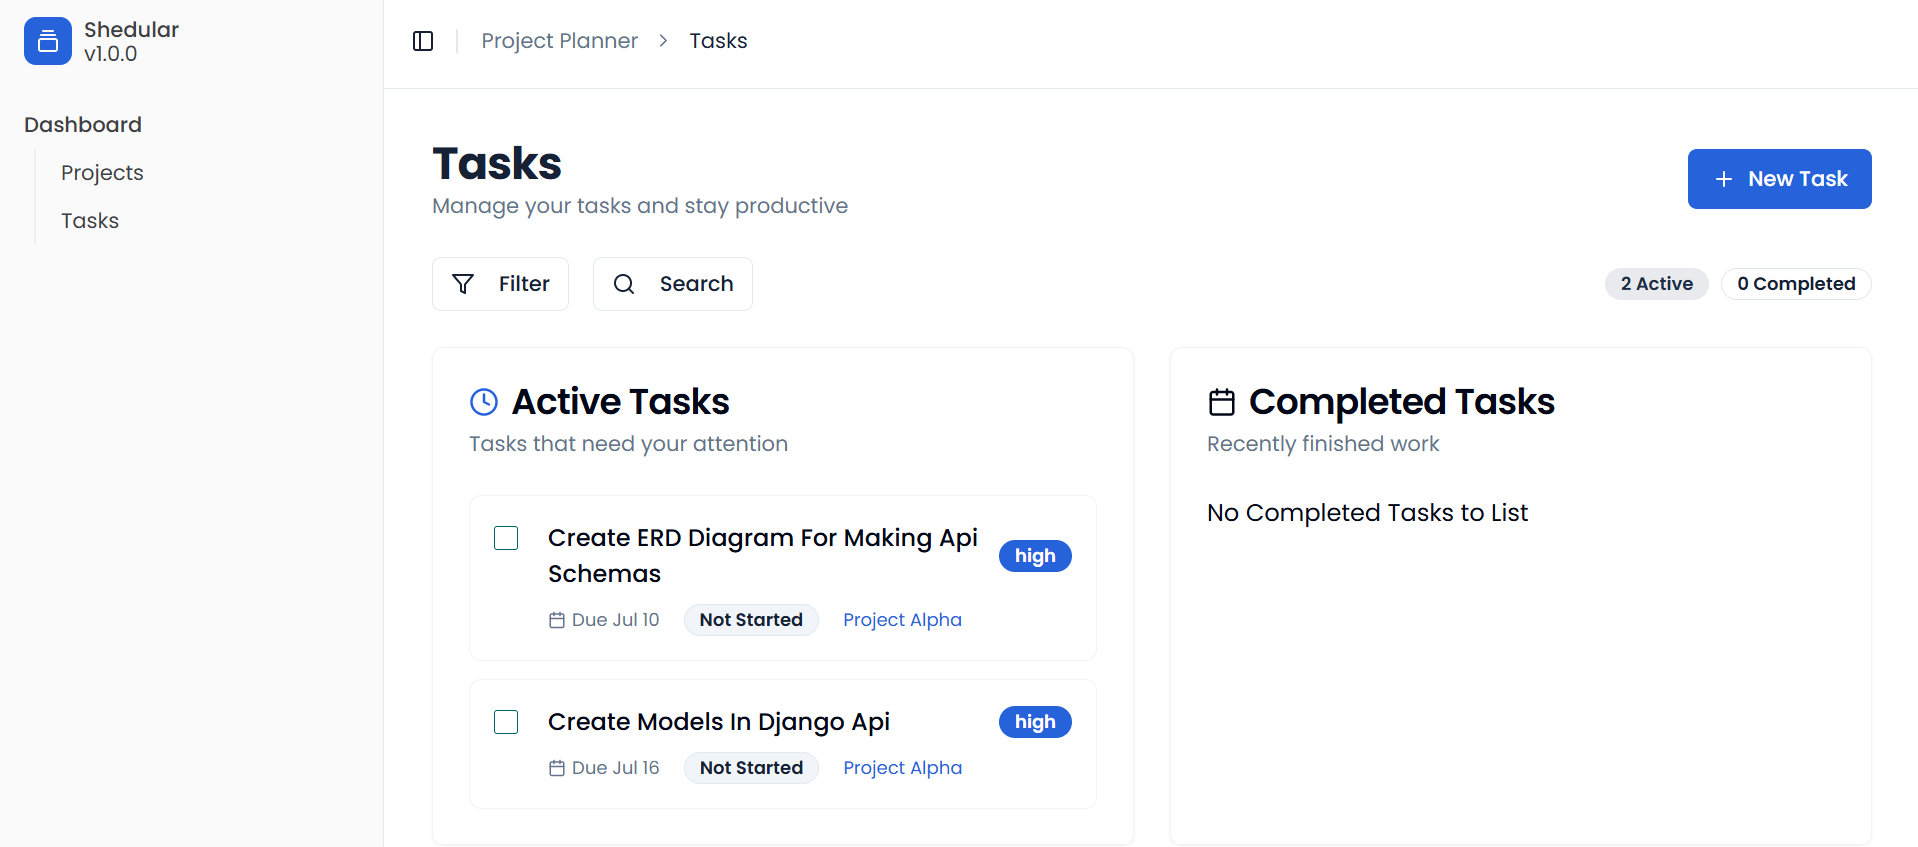 Shedular
v1.0.0
Dashboard
Projects
Tasks
Project Planner
Tasks
Tasks
Manage your tasks and stay productive
New Task
Filter
Search
2 Active
0 Completed
Active Tasks
Tasks that need your attention
Create ERD Diagram For Making Api
Schemas
high
Due Jul 10
Not Started
Project Alpha
Create Models In Django Api
high
Due Jul 16
Not Started
Project Alpha
Completed Tasks
Recently finished work
No Completed Tasks to List